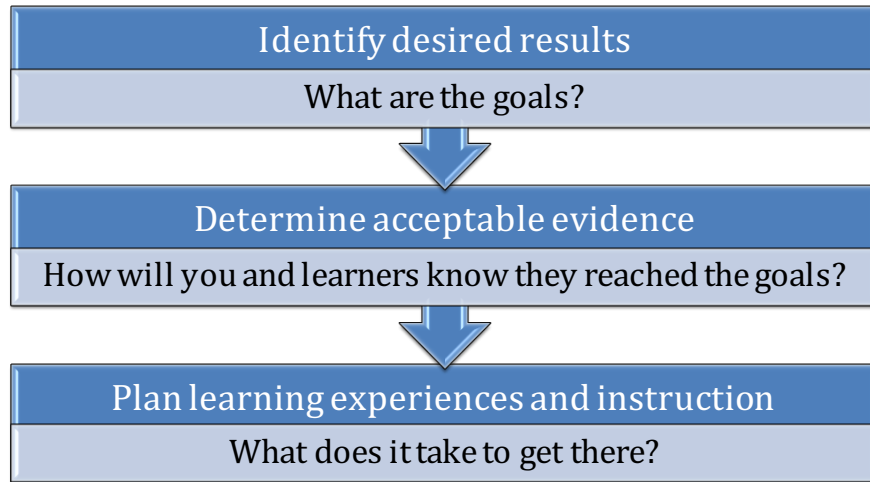 Identify desired results
What are the goals?
Determine acceptable evidence
How will you and learners know they reached the goals?
Plan learning experiences and instruction
What does it take to get there?